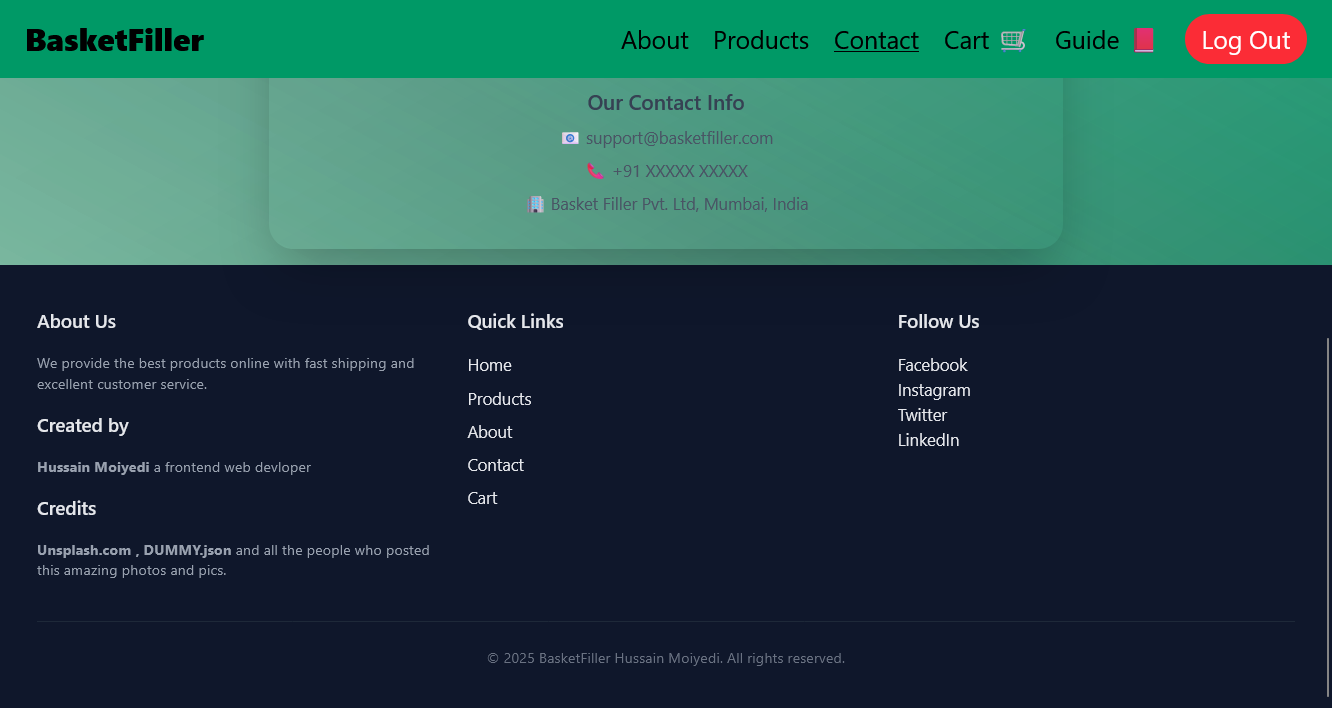 BasketFiller
About Products Contact Cart Guide Log Out
Our Contact Info
support@basketfiller.com
+91 XXXXX XXXXX
Basket Filler Pvt. Ltd, Mumbai, India
About Us
We provide the best products online with fast shipping and
excellent customer service.
Created by
Hussain Moiyedi a frontend web devloper
Credits
Unsplash.com , DUMMY.json and all the people who posted
this amazing photos and pics.
Quick Links
Home
Products
About
Contact
Cart
Follow Us
Facebook
Instagram
Twitter
LinkedIn
© 2025 BasketFiller Hussain Moiyedi. All rights reserved.